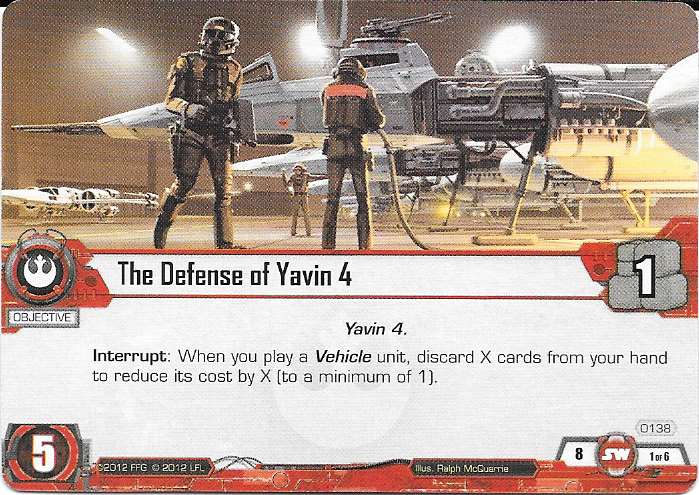 The Defense of Yavin 4
1
OBJECTIVE
Yavin 4.
Interrupt: When you play a Vehicle unit, discard X cards from your hand
to reduce its cost by X (to a minimum of 1).
0138
5
©2012 FFG © 2012 LFL
Illus. Ralph McQuarrie
8
SW
1 OF 6